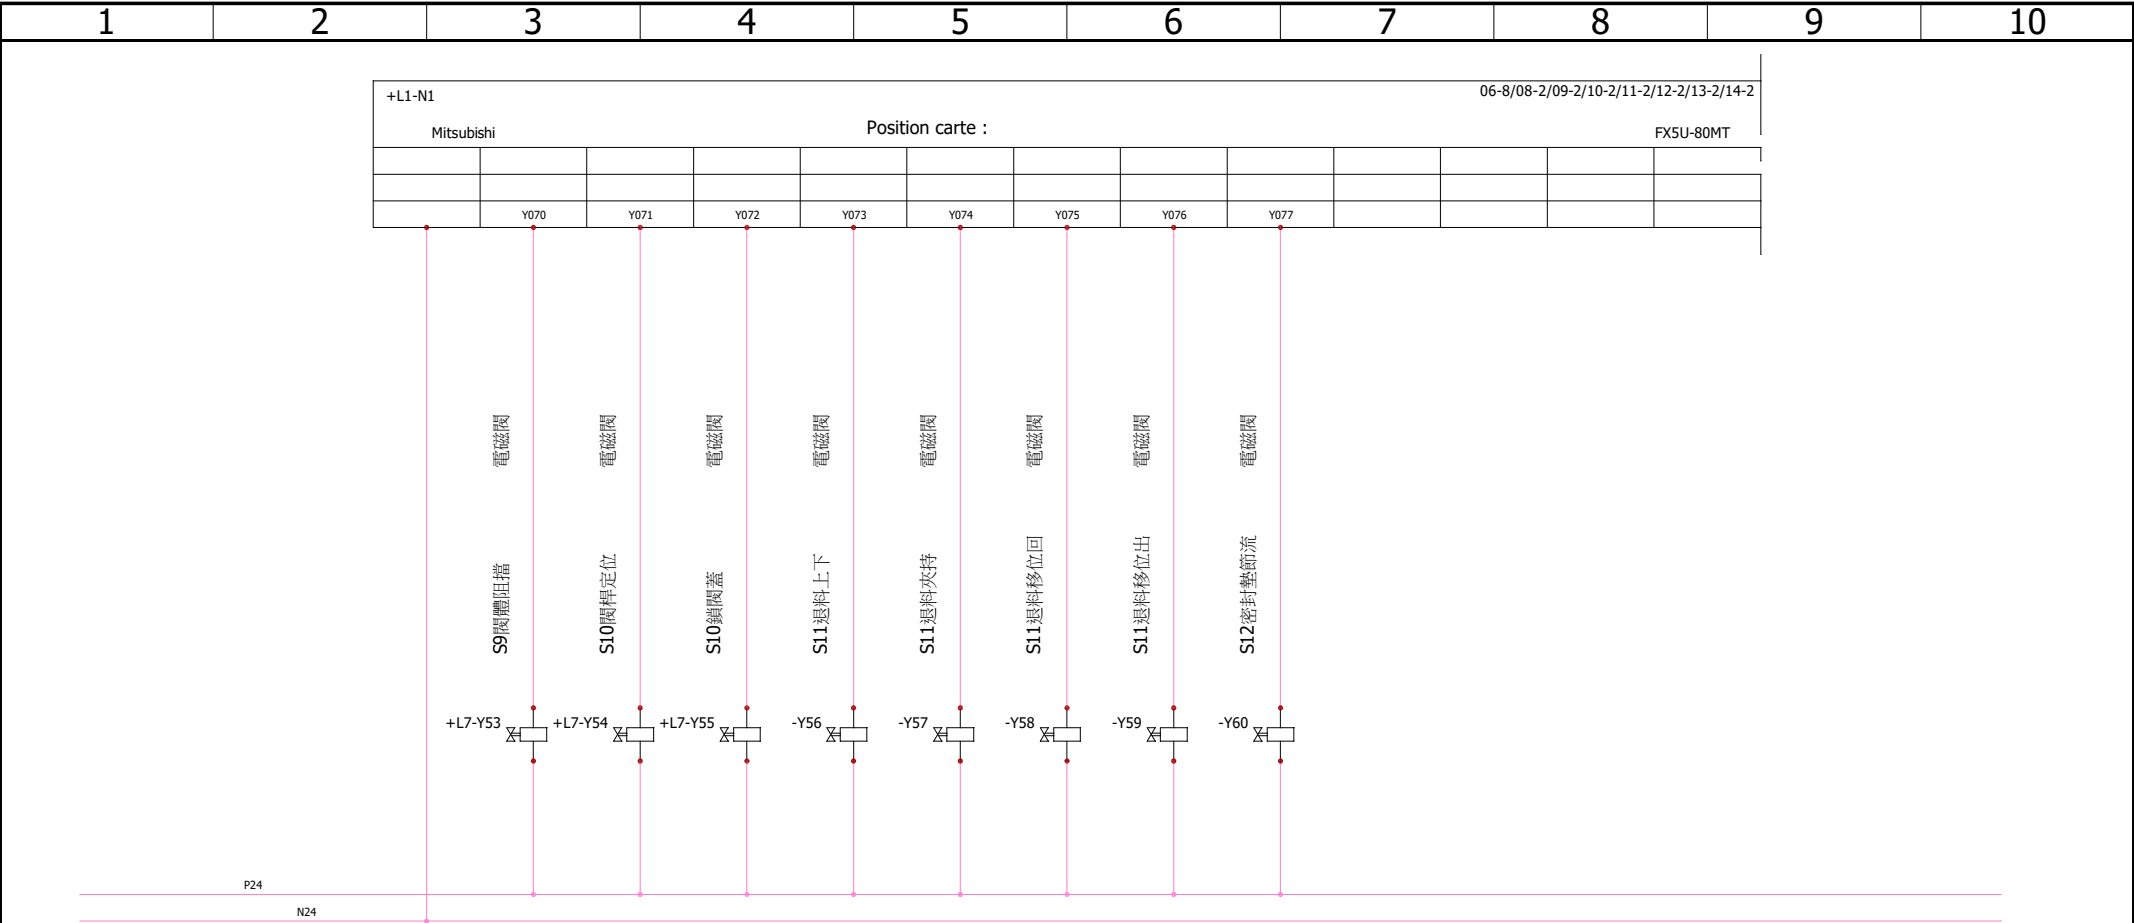 1 2 3 4 5 6 7 8 9 10
+L1-N1 06-8/08-2/09-2/10-2/11-2/12-2/13-2/14-2
Mitsubishi Position carte : FX5U-80MT
Y070 Y071 Y072 Y073 Y074 Y075 Y076 Y077
電磁閥 電磁閥 電磁閥 電磁閥 電磁閥 電磁閥 電磁閥 電磁閥
S9閥體阻擋
S10閥桿定位
S10鎖閥蓋
S11退料上下
S11退料夾持
S11退料移位回
S11退料移位出
S12密封墊節流
+L7-Y53 +L7-Y54 +L7-Y55 -Y56 -Y57 -Y58 -Y59 -Y60
P24
N24